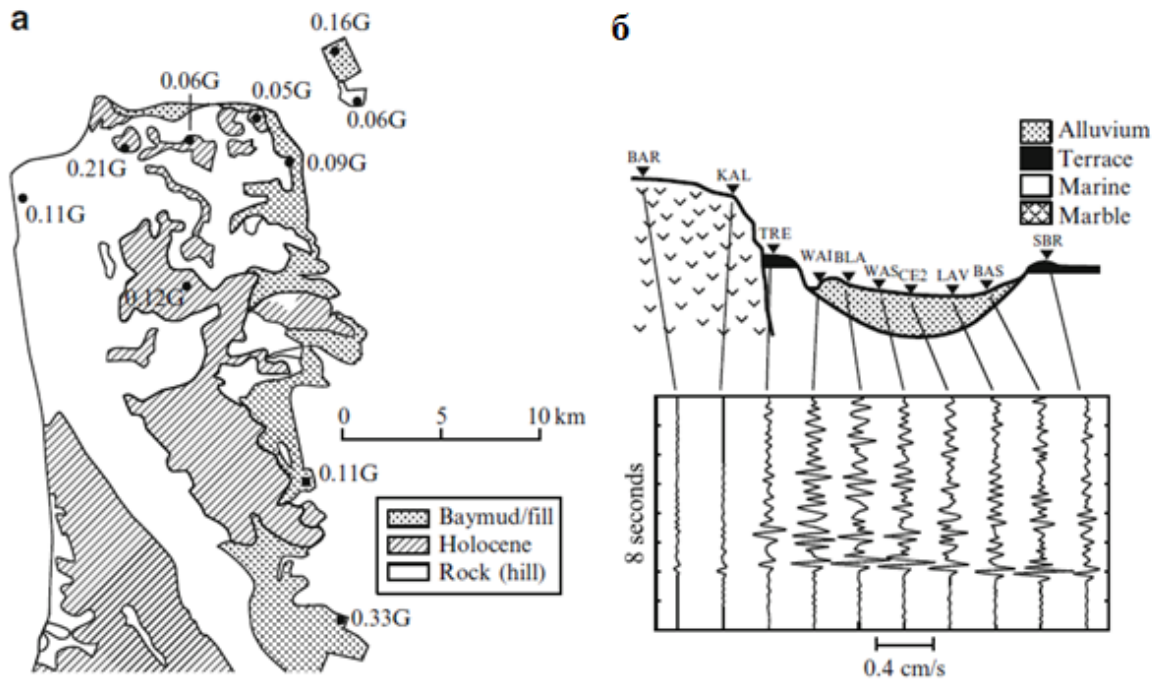 а
0.16G
0.06G
0.05G
0.06G
0.21G
0.09G
0.11G
0.12G
0 5 10 km
0.11G
Baymud/fill
Holocene
Rock (hill)
0.33G
б
Alluvium
Terrace
Marine
Marble
BAR
KAL
TRE
SBR
WAI
BLA
WAS
CE2
LAV
BAS
8 seconds
0.4 cm/s